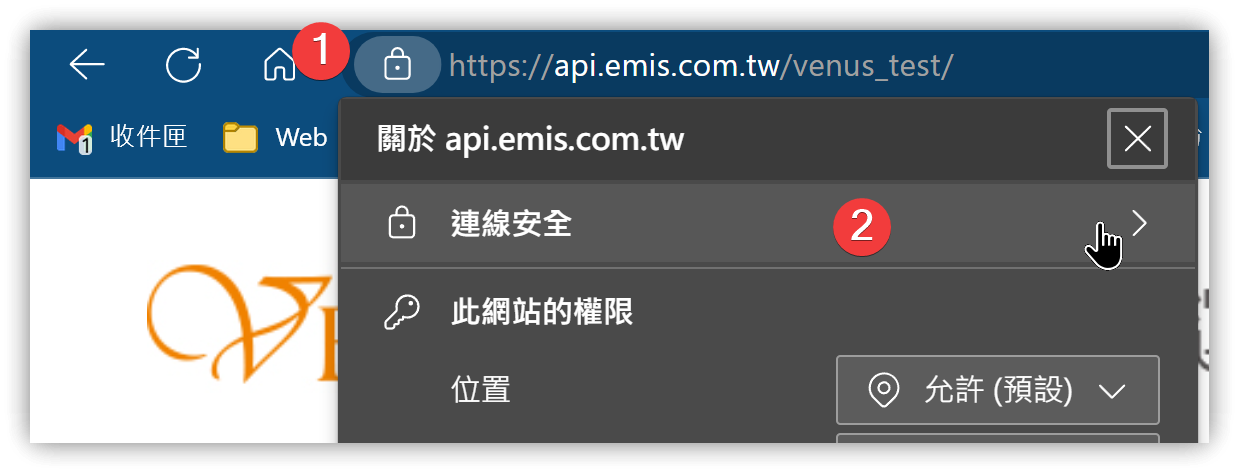 1
https://api.emis.com.tw/venus_test/
1 收件匣 Web
關於 api.emis.com.tw
連線安全 2
此網站的權限
位置 允許 (預設)